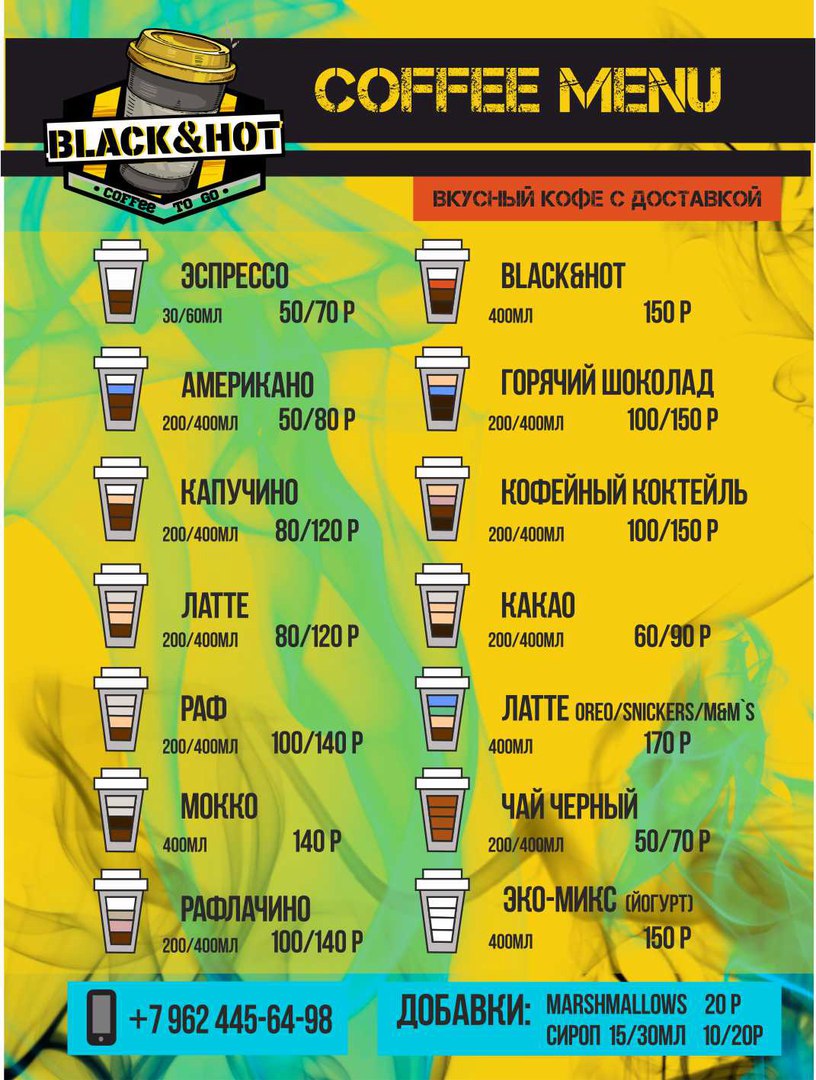 COFFEE MENU
BLACK&HOT
• COFFEE TO GO •
ВКУСНЫЙ КОФЕ С ДОСТАВКОЙ
ЭСПРЕССО
30/60МЛ 50/70 Р
АМЕРИКАНО
200/400МЛ 50/80 Р
КАПУЧИНО
200/400МЛ 80/120 Р
ЛАТТЕ
200/400МЛ 80/120 Р
РАФ
200/400МЛ 100/140 Р
МОККО
400МЛ 140 Р
РАФЛАЧИНО
200/400МЛ 100/140 Р
BLACK&HOT
400МЛ 150 Р
ГОРЯЧИЙ ШОКОЛАД
200/400МЛ 100/150 Р
КОФЕЙНЫЙ КОКТЕЙЛЬ
200/400МЛ 100/150 Р
КАКАО
200/400МЛ 60/90 Р
ЛАТТЕ OREO/SNICKERS/M&M`S
400МЛ 170 Р
ЧАЙ ЧЕРНЫЙ
200/400МЛ 50/70 Р
ЭКО-МИКС (ЙОГУРТ)
400МЛ 150 Р
+7 962 445-64-98
ДОБАВКИ: MARSHMALLOWS 20 Р
СИРОП 15/30МЛ 10/20Р